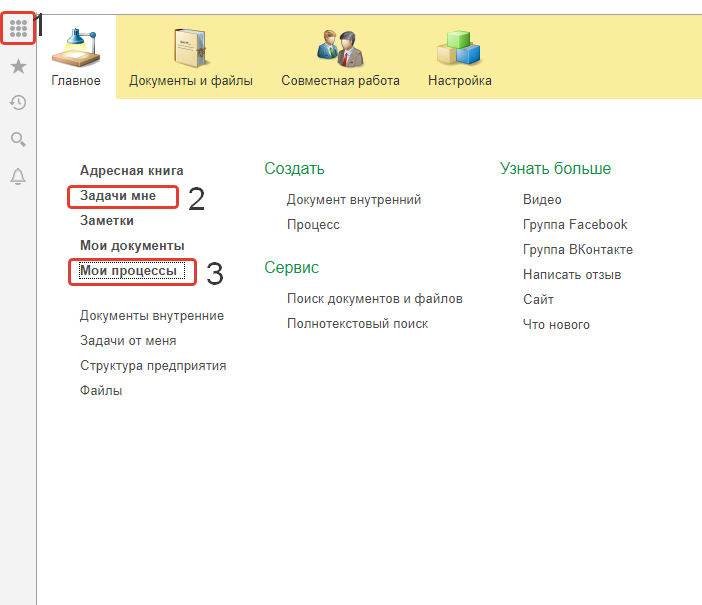 1
Главное
Документы и файлы
Совместная работа
Настройка
Адресная книга
Задачи мне
2
Заметки
Мои документы
Мои процессы
3
Документы внутренние
Задачи от меня
Структура предприятия
Файлы
Создать
Документ внутренний
Процесс
Сервис
Поиск документов и файлов
Полнотекстовый поиск
Узнать больше
Видео
Группа Facebook
Группа ВКонтакте
Написать отзыв
Сайт
Что нового